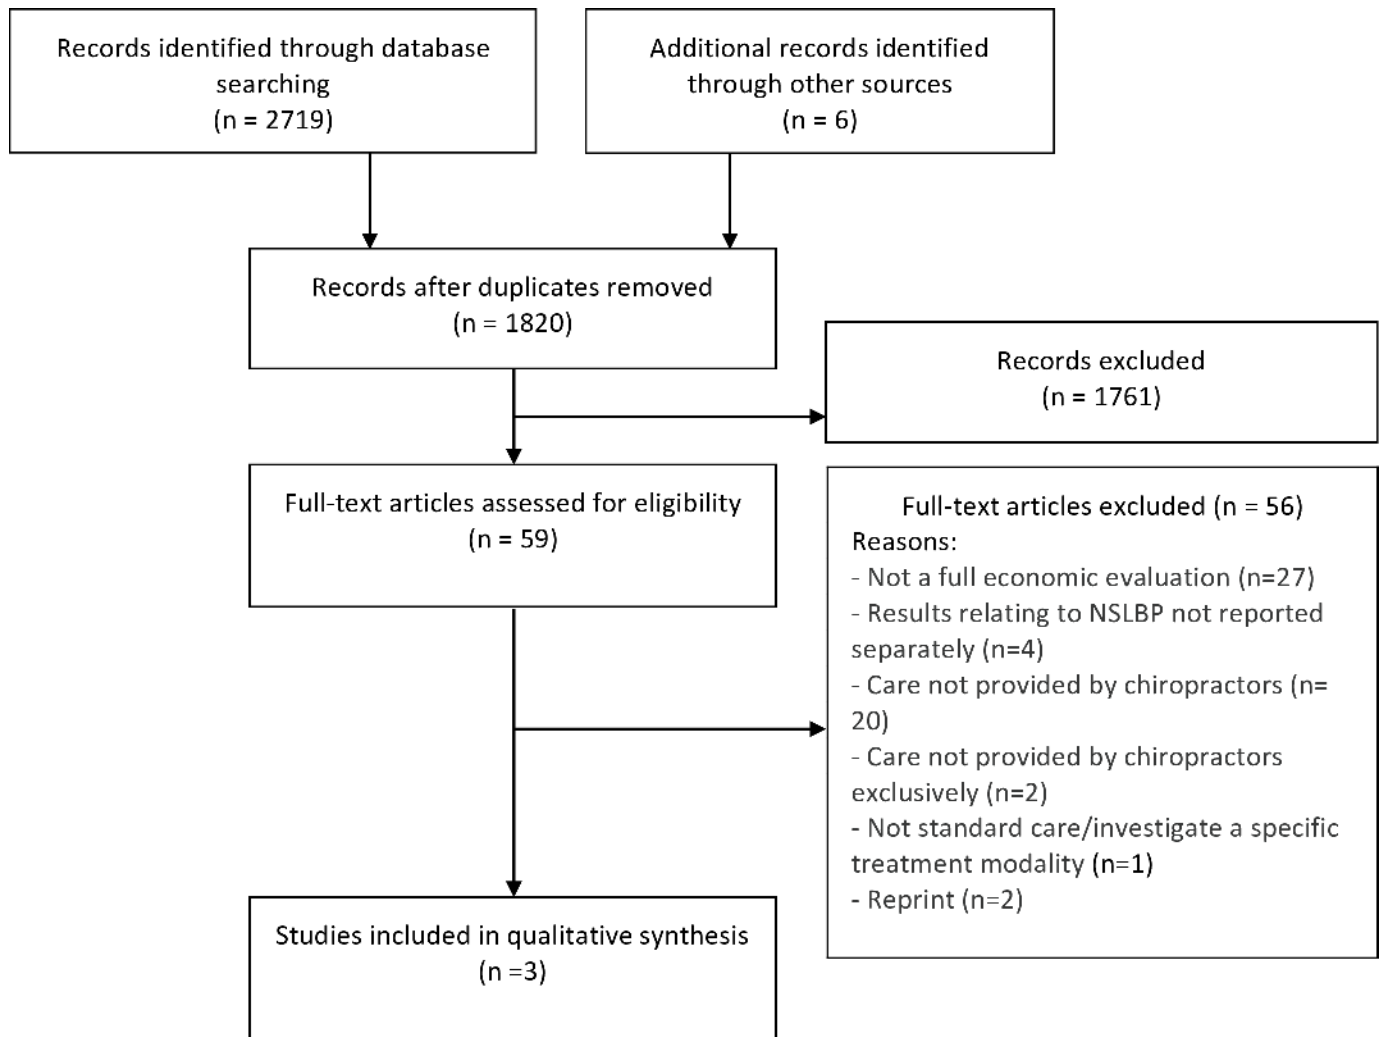 Records identified through database
searching
(n = 2719)
Additional records identified
through other sources
(n = 6)
Records after duplicates removed
(n = 1820)
Records excluded
(n = 1761)
Full-text articles assessed for eligibility
(n = 59)
Full-text articles excluded (n = 56)
Reasons:
- Not a full economic evaluation (n=27)
- Results relating to NSLBP not reported
separately (n=4)
- Care not provided by chiropractors (n=
20)
- Care not provided by chiropractors
exclusively (n=2)
- Not standard care/investigate a specific
treatment modality (n=1)
- Reprint (n=2)
Studies included in qualitative synthesis
(n =3)